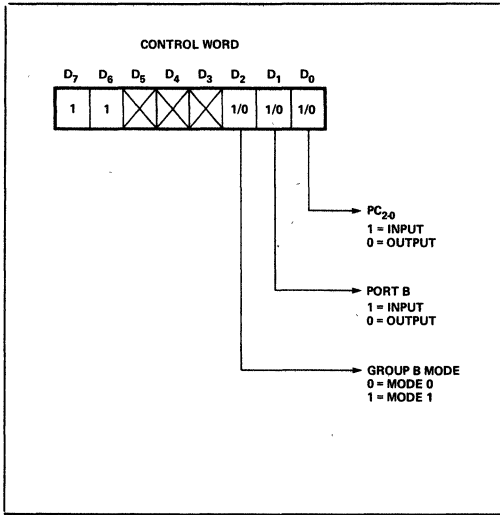 CONTROL WORD
D7 D6 D5 D4 D3 D2 D1 D0
1 1 1/0 1/0 1/0
PC2-0
1 = INPUT
0 = OUTPUT
PORT B
1 = INPUT
0 = OUTPUT
GROUP B MODE
0 = MODE 0
1 = MODE 1